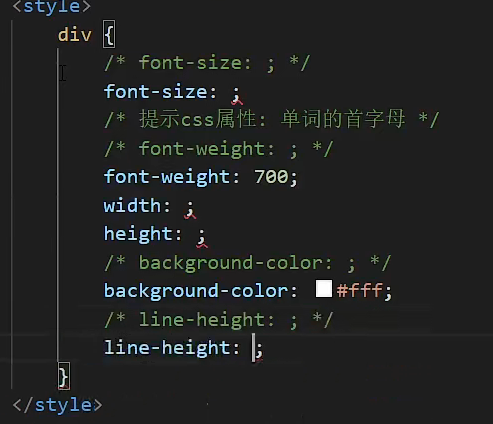 <style>
div {
/* font-size: ; */
font-size: ;
/* 提示css属性: 单词的首字母 */
/* font-weight: ; */
font-weight: 700;
width: ;
height: ;
/* background-color: ; */
background-color: #fff;
/* line-height: ; */
line-height: ;
}
</style>